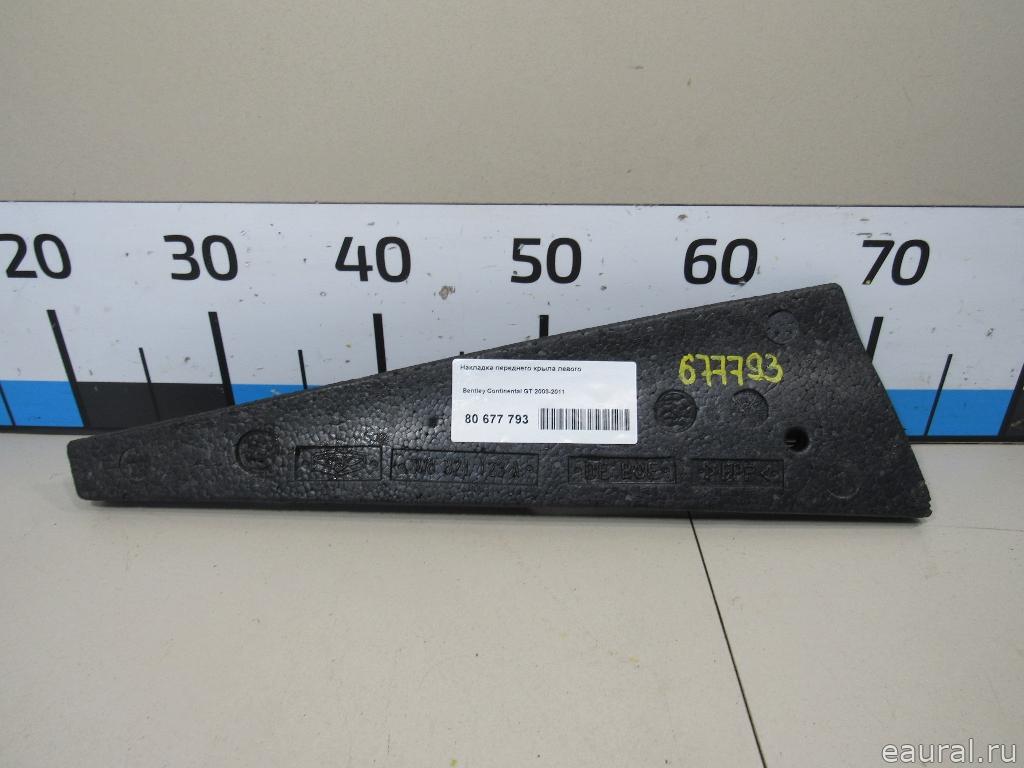 20 30 40 50 60 70
677793
Накладка переднего крыла левого
Bentley Continental GT 2003-2011
80 677 793
eaural.ru